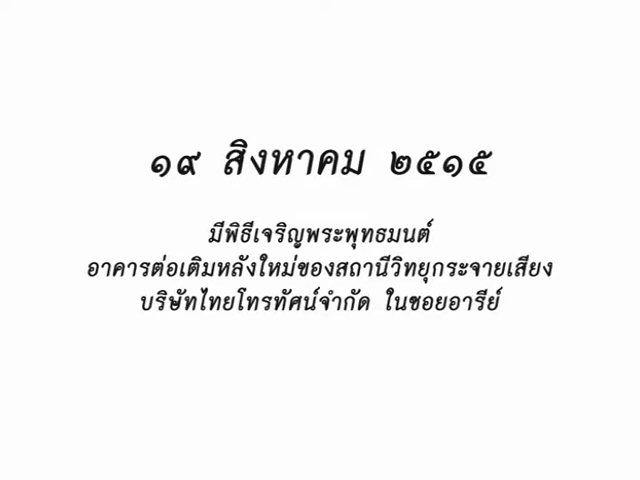 ๑๙ สิงหาคม ๒๕๑๕
มีพิธีเจริญพระพุทธมนต์
อาคารต่อเติมหลังใหม่ของสถานีวิทยุกระจายเสียง
บริษัทไทยโทรทัศน์จำกัด ในซอยอารีย์